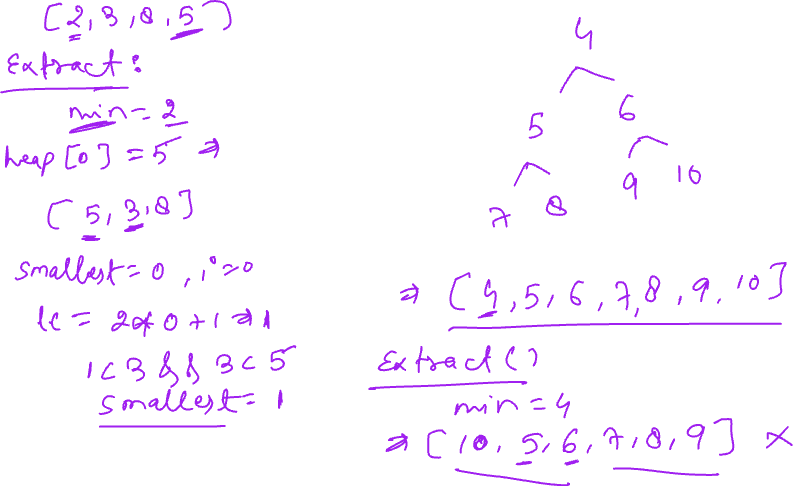 [2,3,8,5]
Extract:
min = 2
heap[0] = 5 ⇒
[5,3,8]
smallest = 0, i = 0
lc = 2*0+1 ⇒ 1
1<3 && 3<5
smallest = 1
4
5 6
7 8 9 10
⇒ [4,5,6,7,8,9,10]
Extract()
min = 4
⇒ [10,5,6,7,8,9] ×